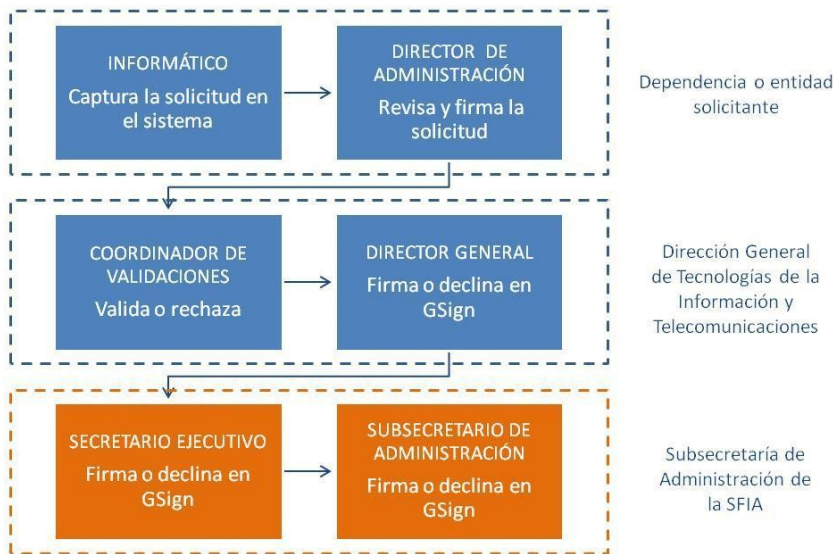 INFORMÁTICO
Captura la solicitud en
el sistema
DIRECTOR DE
ADMINISTRACIÓN
Revisa y firma la
solicitud
Dependencia o entidad
solicitante
COORDINADOR DE
VALIDACIONES
Valida o rechaza
DIRECTOR GENERAL
Firma o declina en
GSign
Dirección General
de Tecnologías de la
Información y
Telecomunicaciones
SECRETARIO EJECUTIVO
Firma o declina en
GSign
SUBSECRETARIO DE
ADMINISTRACIÓN
Firma o declina en
GSign
Subsecretaría de
Administración de
la SFIA